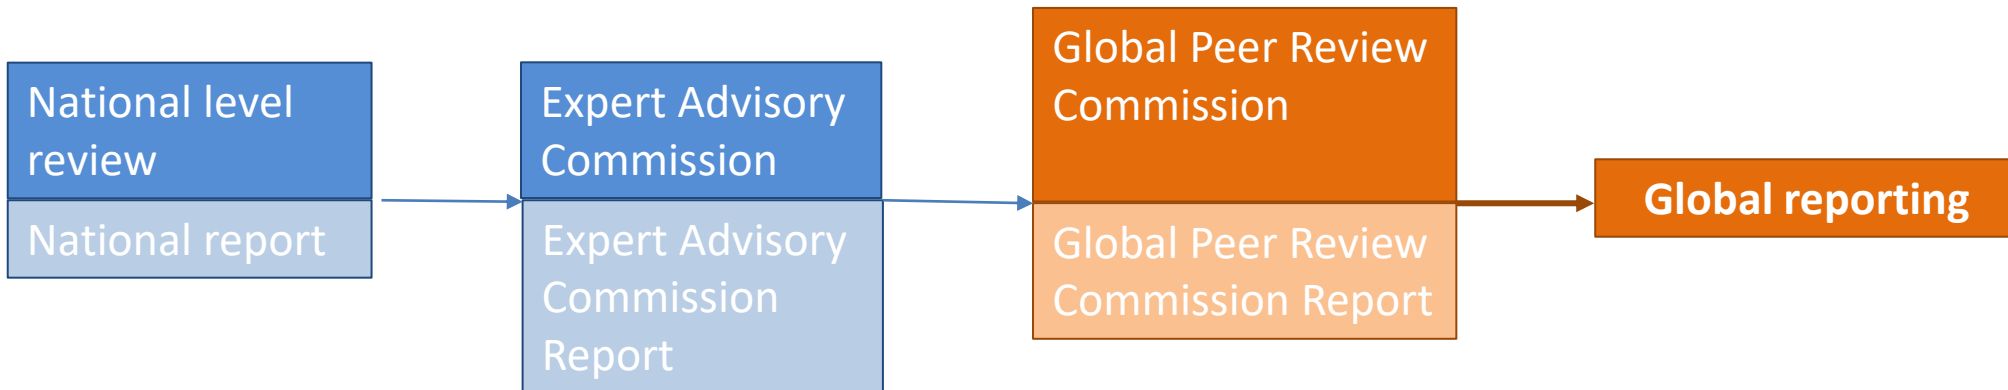 National level
review
National report
Expert Advisory
Commission
Expert Advisory
Commission
Report
Global Peer Review
Commission
Global Peer Review
Commission Report
Global reporting